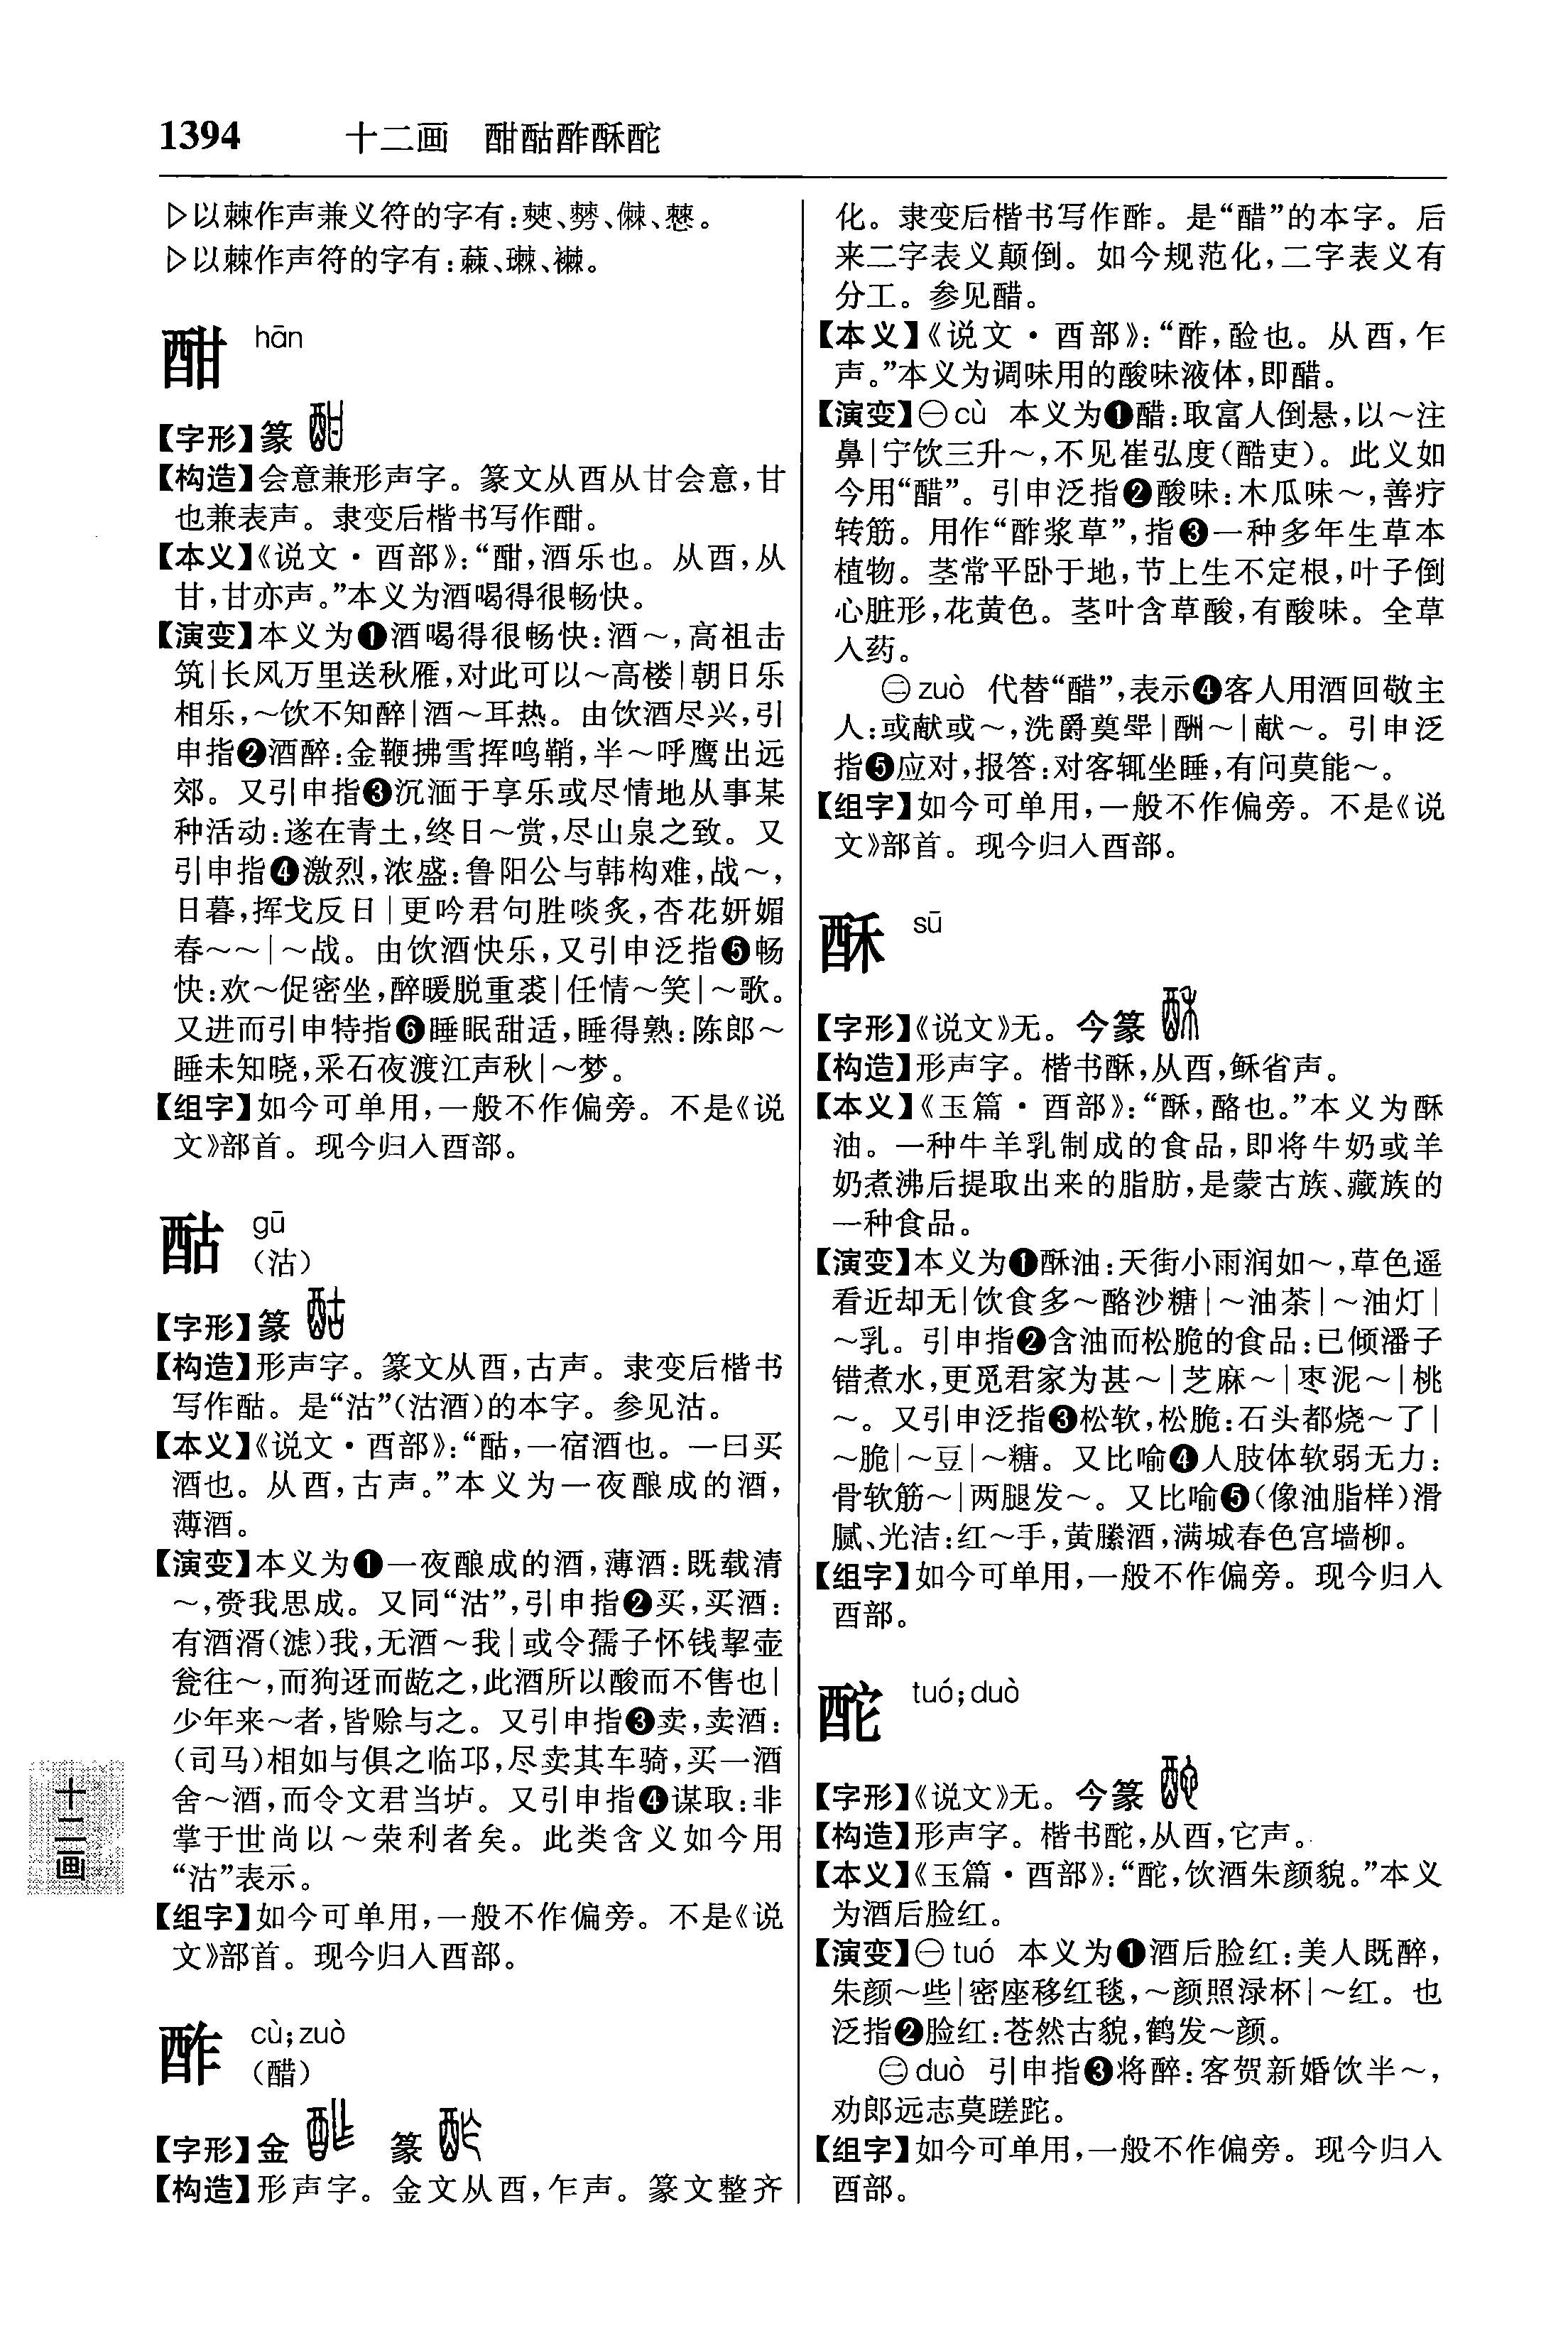 1394 十二画 酣酤酢酥酡
▷以棘作声兼义符的字有:僰、
▷以棘作声符的字有:
酣 hān
【字形】篆
【构造】会意兼形声字。篆文从酉从甘会意,甘
也兼表声。隶变后楷书写作酣。
【本义】《说文·酉部》:“酣,酒乐也。从酉,从
甘,甘亦声。”本义为酒喝得很畅快。
【演变】本义为❶酒喝得很畅快:酒~,高祖击
筑|长风万里送秋雁,对此可以~高楼|朝日乐
相乐,~饮不知醉|酒~耳热。由饮酒尽兴,引
申指❷酒醉:金鞭拂雪挥鸣鞘,半~呼鹰出远
郊。又引申指❸沉湎于享乐或尽情地从事某
种活动:遂在青土,终日~赏,尽山泉之致。又
引申指❹激烈,浓盛:鲁阳公与韩构难,战~,
日暮,挥戈反日|更吟君句胜啖炙,杏花妍媚
春~~|~战。由饮酒快乐,又引申泛指❺畅
快:欢~促密坐,醉暖脱重裘|任情~笑|~歌。
又进而引申特指❻睡眠甜适,睡得熟:陈郎~
睡未知晓,采石夜渡江声秋|~梦。
【组字】如今可单用,一般不作偏旁。不是《说
文》部首。现今归入酉部。
酤 gū
(沽)
【字形】篆
【构造】形声字。篆文从酉,古声。隶变后楷书
写作酤。是“沽”(沽酒)的本字。参见沽。
【本义】《说文·酉部》:“酤,一宿酒也。一曰买
酒也。从酉,古声。”本义为一夜酿成的酒,
薄酒。
【演变】本义为❶一夜酿成的酒,薄酒:既载清
~,赉我思成。又同“沽”,引申指❷买,买酒:
有酒湑(滤)我,无酒~我|或令孺子怀钱挈壶
瓮往~,而狗迓而龁之,此酒所以酸而不售也|
少年来~者,皆赊与之。又引申指❸卖,卖酒:
(司马)相如与俱之临邛,尽卖其车骑,买一酒
舍~酒,而令文君当垆。又引申指❹谋取:非
掌于世尚以~荣利者矣。此类含义如今用
“沽”表示。
【组字】如今可单用,一般不作偏旁。不是《说
文》部首。现今归入酉部。
酢 cù;zuò
(醋)
【字形】金 篆
【构造】形声字。金文从酉,乍声。篆文整齐
化。隶变后楷书写作酢。是“醋”的本字。后
来二字表义颠倒。如今规范化,二字表义有
分工。参见醋。
【本义】《说文·酉部》:“酢,酸也。从酉,乍
声。”本义为调味用的酸味液体,即醋。
【演变】㊀cù 本义为❶醋:取富人倒悬,以~注
鼻|宁饮三升~,不见崔弘度(酷吏)。此义如
今用“醋”。引申泛指❷酸味:木瓜味~,善疗
转筋。用作“酢浆草”,指❸一种多年生草本
植物。茎常平卧于地,节上生不定根,叶子倒
心脏形,花黄色。茎叶含草酸,有酸味。全草
入药。
㊁zuò 代替“醋”,表示❹客人用酒回敬主
人:或献或~,洗爵奠斝|酬~|献~。引申泛
指❺应对,报答:对客辄坐睡,有问莫能~。
【组字】如今可单用,一般不作偏旁。不是《说
文》部首。现今归入酉部。
酥 sū
【字形】《说文》无。今篆
【构造】形声字。楷书酥,从酉,稣省声。
【本义】《玉篇·酉部》:“酥,酪也。”本义为酥
油。一种牛羊乳制成的食品,即将牛奶或羊
奶煮沸后提取出来的脂肪,是蒙古族、藏族的
一种食品。
【演变】本义为❶酥油:天街小雨润如~,草色遥
看近却无|饮食多~酪沙糖|~油茶|~油灯|
~乳。引申指❷含油而松脆的食品:已倾潘子
错煮水,更觅君家为甚~|芝麻~|枣泥~|桃
~。又引申泛指❸松软,松脆:石头都烧~了|
~脆|~豆|~糖。又比喻❹人肢体软弱无力:
骨软筋~|两腿发~。又比喻❺(像油脂样)滑
腻、光洁:红~手,黄縢酒,满城春色宫墙柳。
【组字】如今可单用,一般不作偏旁。现今归入
酉部。
酡 tuó;duò
【字形】《说文》无。今篆
【构造】形声字。楷书酡,从酉,它声。
【本义】《玉篇·酉部》:“酡,饮酒朱颜貌。”本义
为酒后脸红。
【演变】㊀tuó 本义为❶酒后脸红:美人既醉,
朱颜~些|密座移红毯,~颜照渌杯|~红。也
泛指❷脸红:苍然古貌,鹤发~颜。
㊁duò 引申指❸将醉:客贺新婚饮半~,
劝郎远志莫蹉跎。
【组字】如今可单用,一般不作偏旁。现今归入
酉部。
十二画